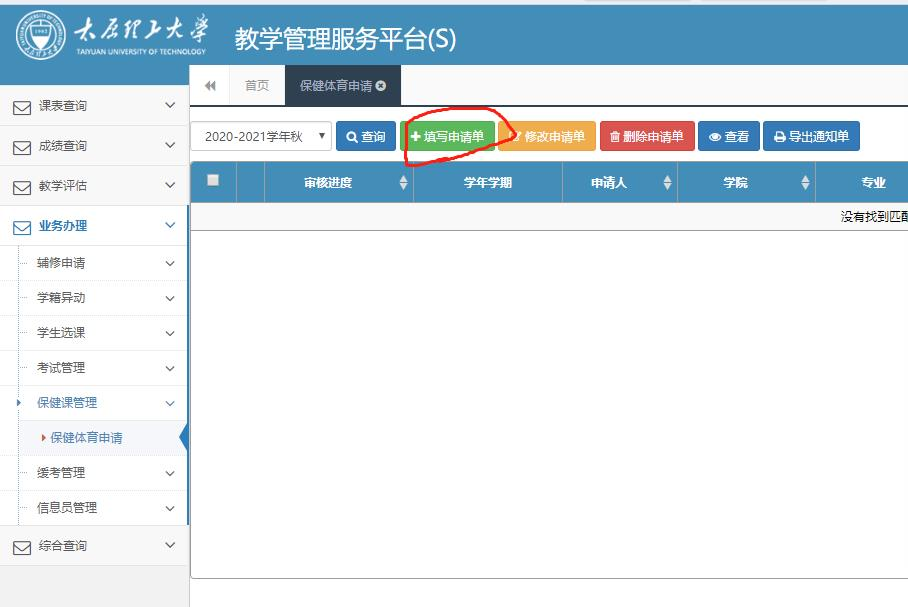 太原理工大学
TAIYUAN UNIVERSITY OF TECHNOLOGY
教学管理服务平台(S)
首页 保健体育申请
课表查询
成绩查询
教学评估
业务办理
辅修申请
学籍异动
学生选课
考试管理
保健课管理
保健体育申请
缓考管理
信息员管理
综合查询
2020-2021学年秋 查询 填写申请单 修改申请单 删除申请单 查看 导出通知单
审核进度 学年学期 申请人 学院 专业
没有找到匹配